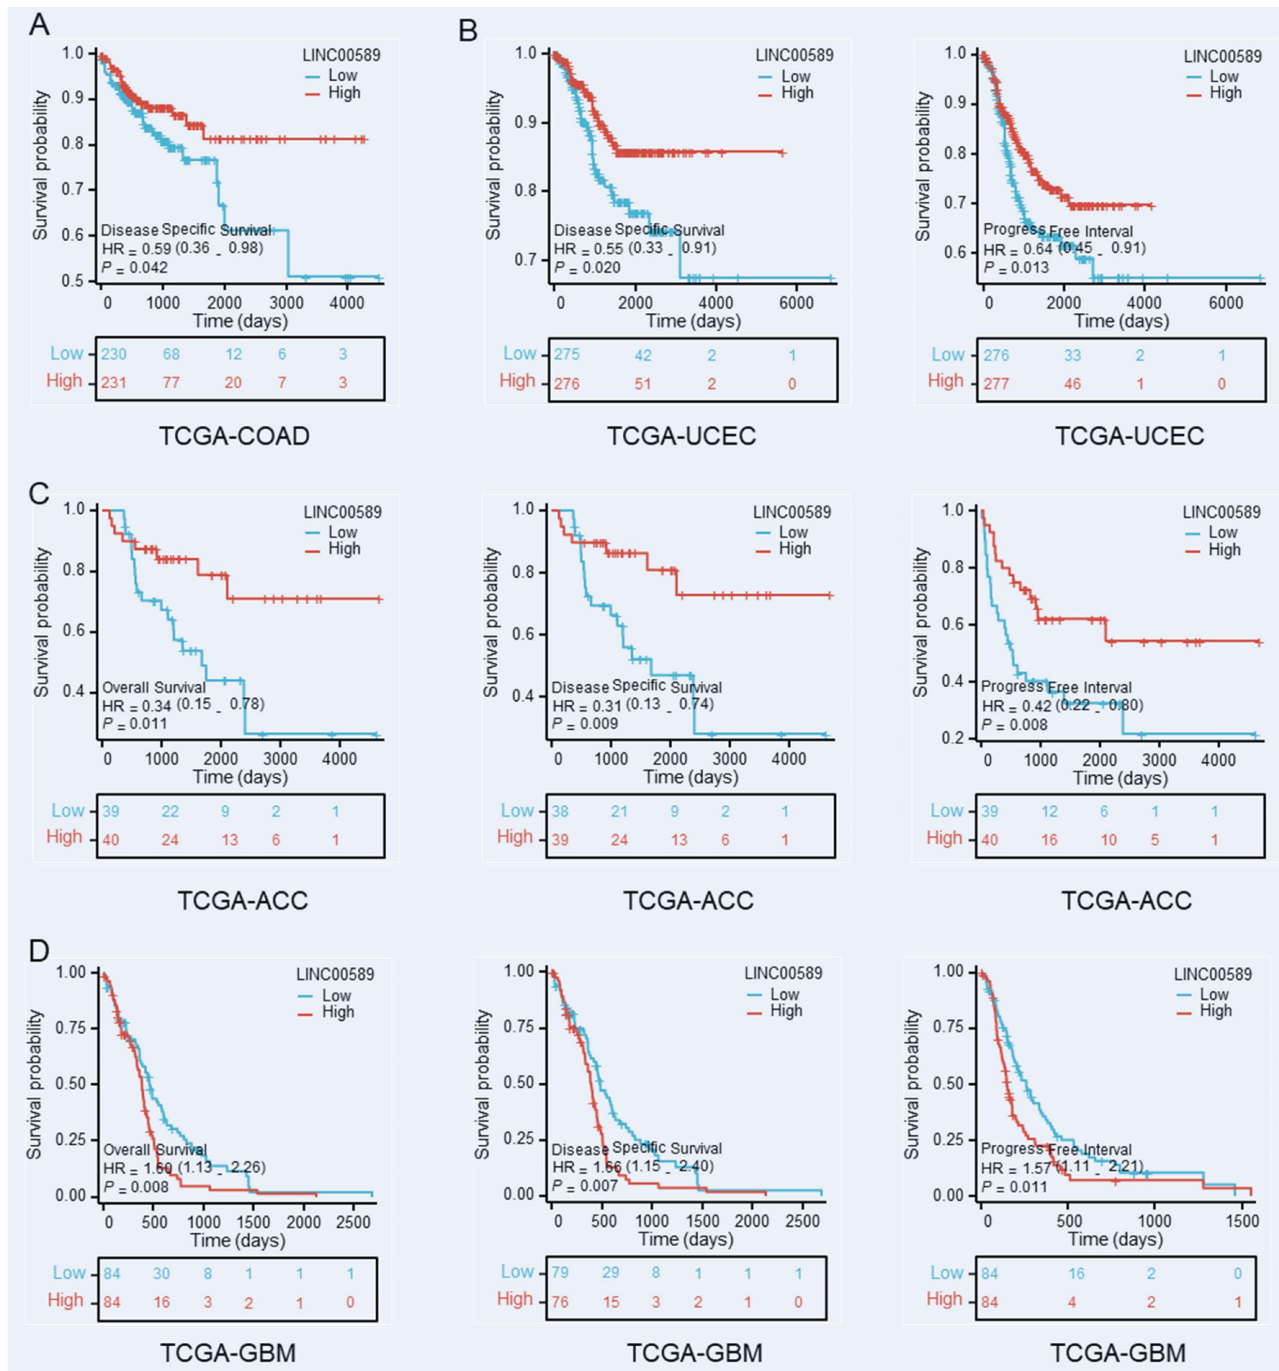 A
LINC00589
Low
High
Survival probability
1.0
0.9
0.8
0.7
0.6
0.5
Disease Specific Survival
HR = 0.59 (0.36 - 0.98)
P = 0.042
0 1000 2000 3000 4000
Time (days)
Low 230 68 12 6 3
High 231 77 20 7 3
TCGA-COAD
B
LINC00589
Low
High
Survival probability
1.0
0.9
0.8
0.7
Disease Specific Survival
HR = 0.55 (0.33 - 0.91)
P = 0.020
0 2000 4000 6000
Time (days)
Low 275 42 2 1
High 276 51 2 0
TCGA-UCEC
LINC00589
Low
High
Survival probability
1.0
0.9
0.8
0.7
0.6
Progress Free Interval
HR = 0.64 (0.45 - 0.91)
P = 0.013
0 2000 4000 6000
Time (days)
Low 276 33 2 1
High 277 46 1 0
TCGA-UCEC
C
LINC00589
Low
High
Survival probability
1.0
0.8
0.6
0.4
Overall Survival
HR = 0.34 (0.15 - 0.78)
P = 0.011
0 1000 2000 3000 4000
Time (days)
Low 39 22 9 2 1
High 40 24 13 6 1
TCGA-ACC
LINC00589
Low
High
Survival probability
1.0
0.8
0.6
0.4
Disease Specific Survival
HR = 0.31 (0.13 - 0.74)
P = 0.009
0 1000 2000 3000 4000
Time (days)
Low 38 21 9 2 1
High 39 24 13 6 1
TCGA-ACC
LINC00589
Low
High
Survival probability
1.0
0.8
0.6
0.4
0.2
Progress Free Interval
HR = 0.42 (0.22 - 0.80)
P = 0.008
0 1000 2000 3000 4000
Time (days)
Low 39 12 6 1 1
High 40 16 10 5 1
TCGA-ACC
D
LINC00589
Low
High
Survival probability
1.00
0.75
0.50
0.25
0.00
Overall Survival
HR = 1.60 (1.13 - 2.26)
P = 0.008
0 500 1000 1500 2000 2500
Time (days)
Low 84 30 8 1 1 1
High 84 16 3 2 1 0
TCGA-GBM
LINC00589
Low
High
Survival probability
1.00
0.75
0.50
0.25
0.00
Disease Specific Survival
HR = 1.66 (1.15 - 2.40)
P = 0.007
0 500 1000 1500 2000 2500
Time (days)
Low 79 29 8 1 1 1
High 76 15 3 2 1 0
TCGA-GBM
LINC00589
Low
High
Survival probability
1.00
0.75
0.50
0.25
0.00
Progress Free Interval
HR = 1.57 (1.11 - 2.21)
P = 0.011
0 500 1000 1500
Time (days)
Low 84 16 2 0
High 84 4 2 1
TCGA-GBM